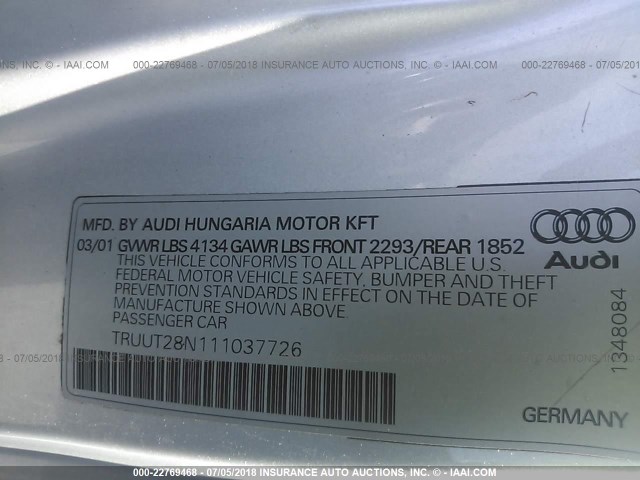 000-22769468 - 07/05/2018 INSURANCE AUTO AUCTIONS, INC. - © - IAAI.COM
000-22769468 - 07/05/2018 INSURANCE AUTO AUCTIONS, INC. - © - IAAI.COM
MFD. BY AUDI HUNGARIA MOTOR KFT
03/01 GVWR LBS 4134 GAWR LBS FRONT 2293/REAR 1852
THIS VEHICLE CONFORMS TO ALL APPLICABLE U.S.
FEDERAL MOTOR VEHICLE SAFETY, BUMPER AND THEFT
PREVENTION STANDARDS IN EFFECT ON THE DATE OF
MANUFACTURE SHOWN ABOVE
PASSENGER CAR
TRUUT28N111037726
Audi
1348084
GERMANY
000-22769468 - 07/05/2018 INSURANCE AUTO AUCTIONS, INC. - © - IAAI.COM